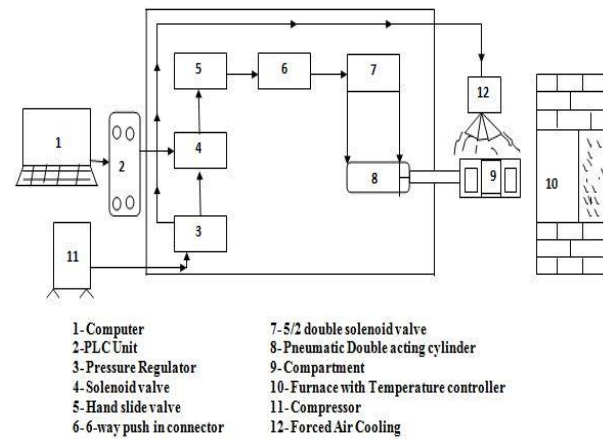 5
6
7
12
1
2
4
8
9
10
3
11
1- Computer
2-PLC Unit
3- Pressure Regulator
4- Solenoid valve
5- Hand slide valve
6- 6-way push in connector
7- 5/2 double solenoid valve
8- Pneumatic Double acting cylinder
9- Compartment
10- Furnace with Temperature controller
11- Compressor
12- Forced Air Cooling